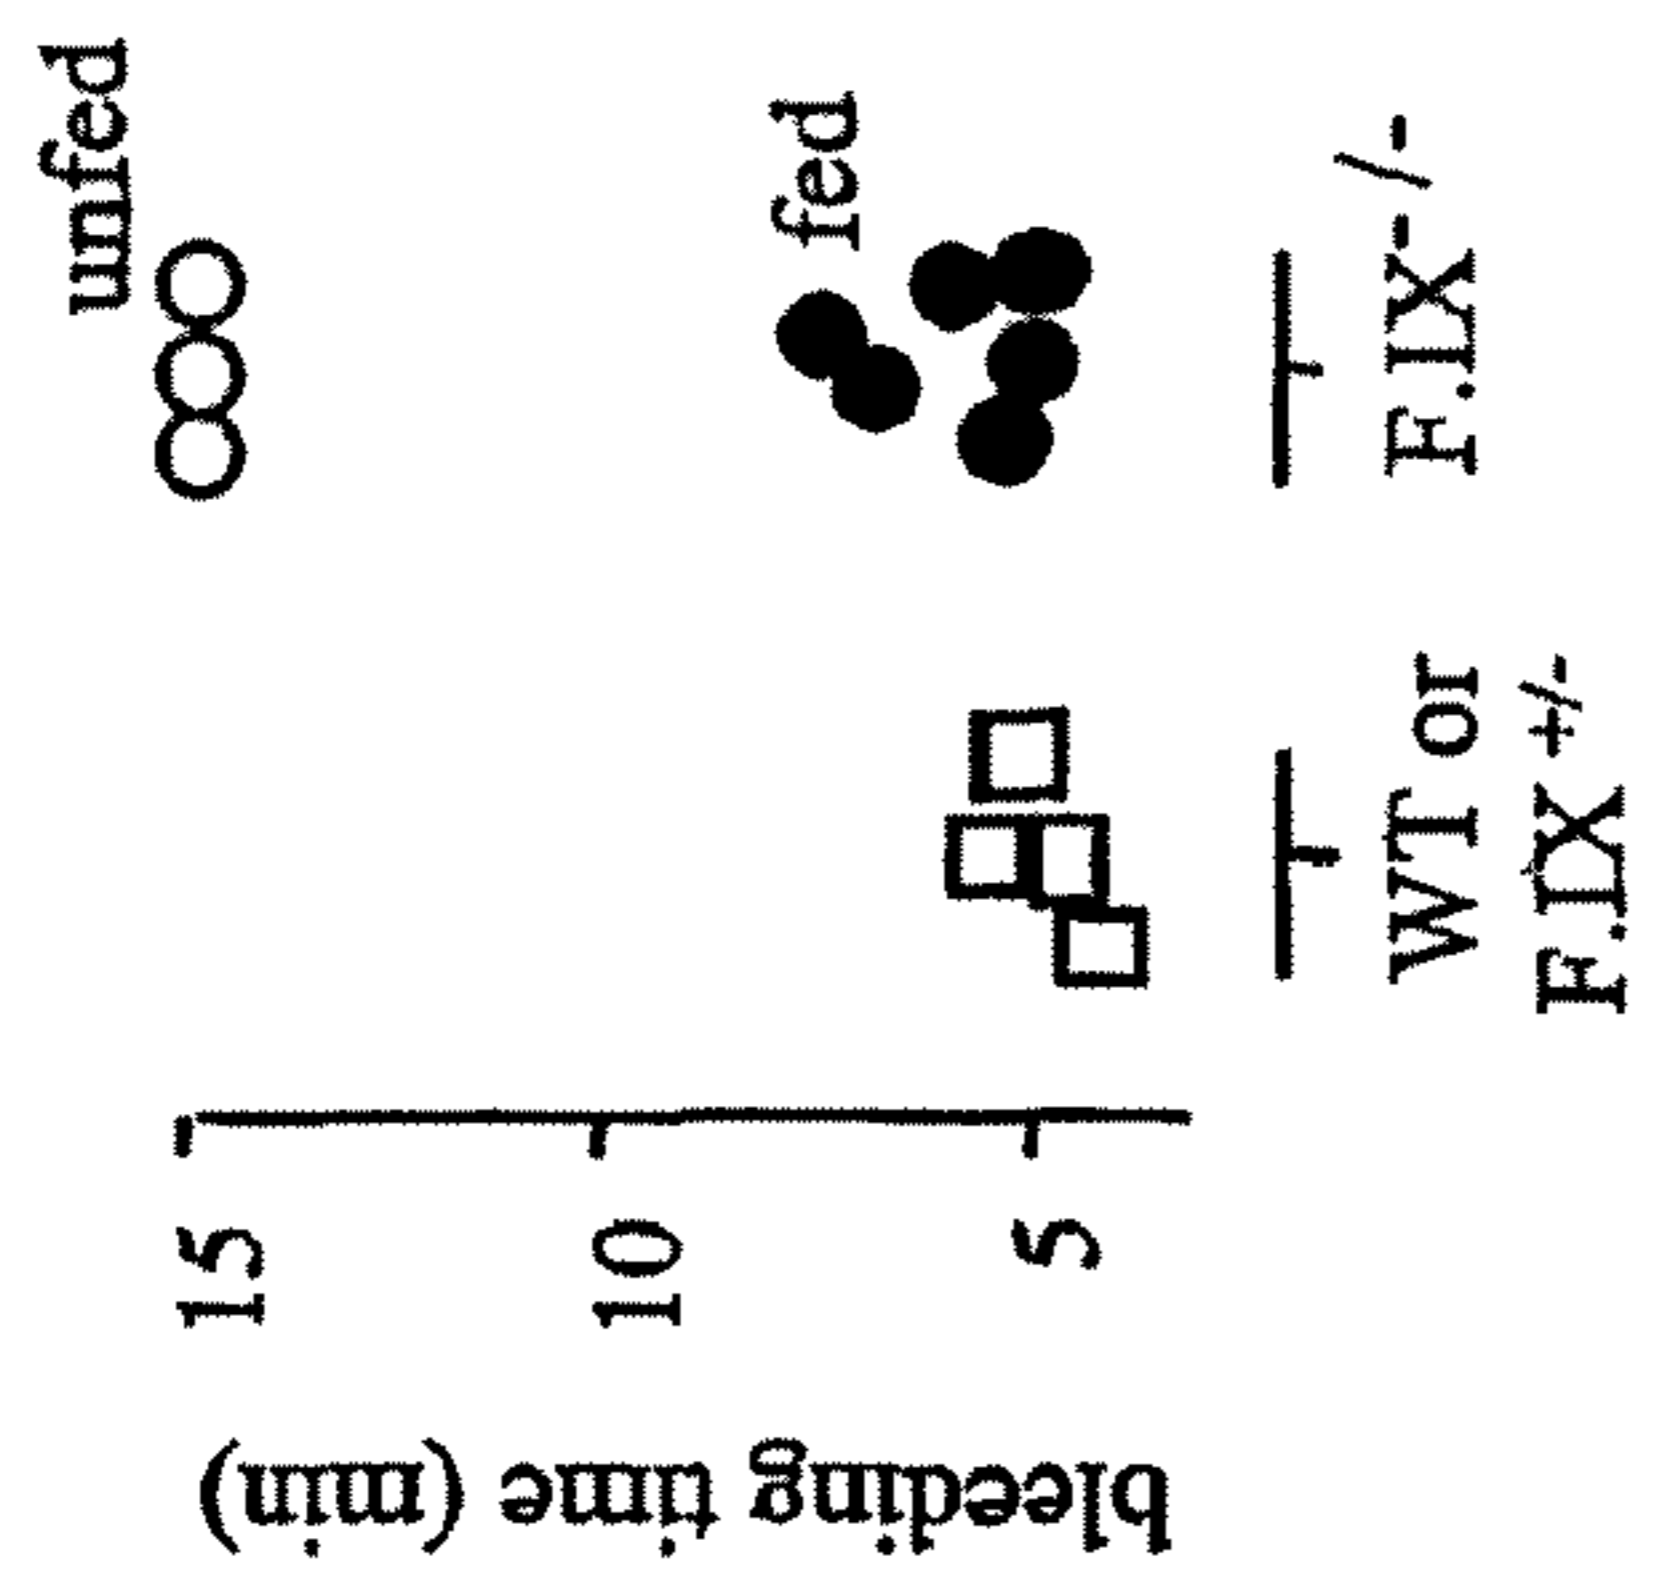 bleeding time (min)
15
10
5
unfed
fed
WT or
F.IX +/-
F.IX- /-